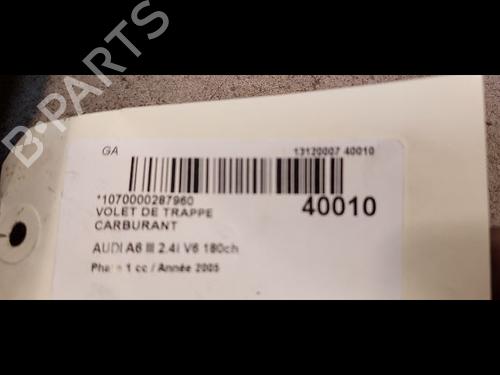 GA
13120007 40010
*1070000287960
40010
VOLET DE TRAPPE
CARBURANT
AUDI A6 III 2.4i V6 180ch
Phase 1 cc / Année 2005
B-PARTS